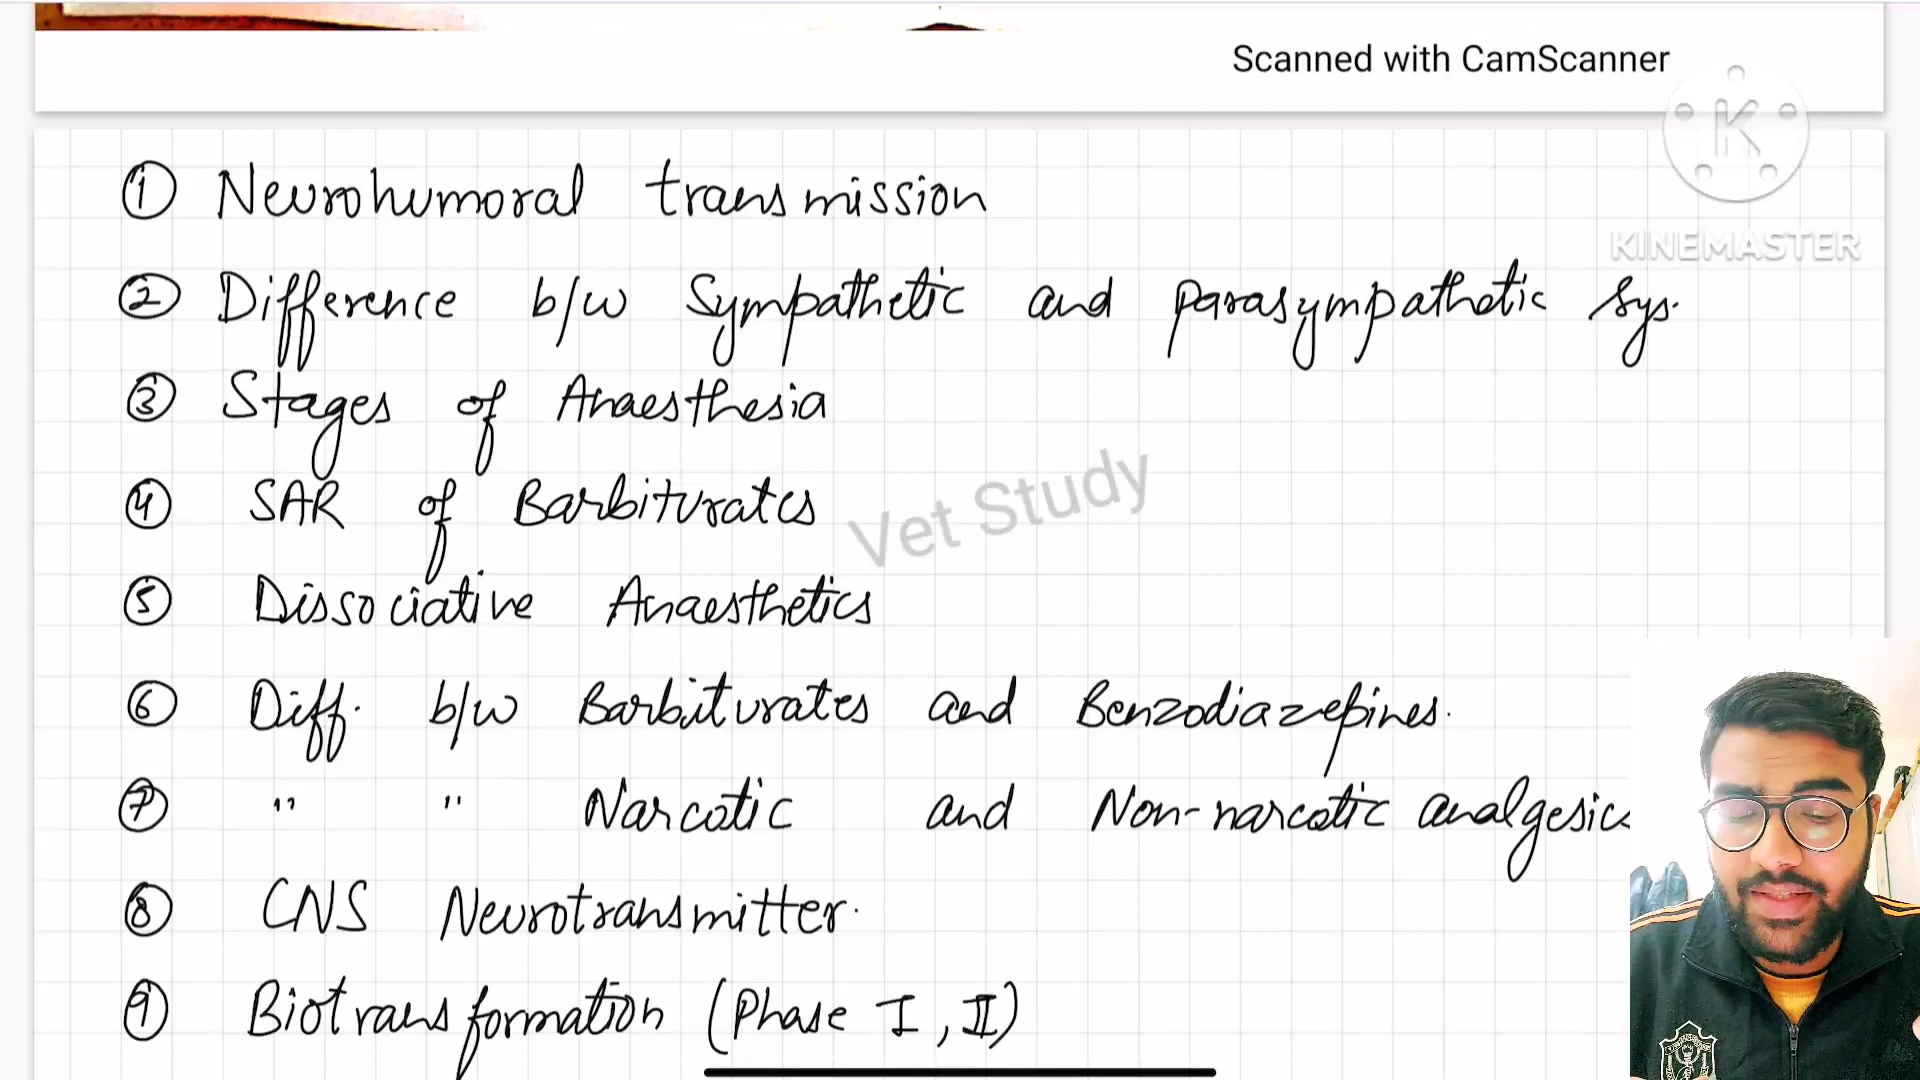 Scanned with CamScanner
K
KINEMASTER
① Neurohumoral transmission
② Difference b/w Sympathetic and parasympathetic sys.
③ Stages of Anaesthesia
④ SAR of Barbiturates
⑤ Dissociative Anaesthetics
⑥ Diff. b/w Barbiturates and Benzodiazepines.
⑦ " " Narcotic and Non-narcotic analgesics
⑧ CNS Neurotransmitter.
⑨ Biotransformation (Phase I, II)
Vet Study